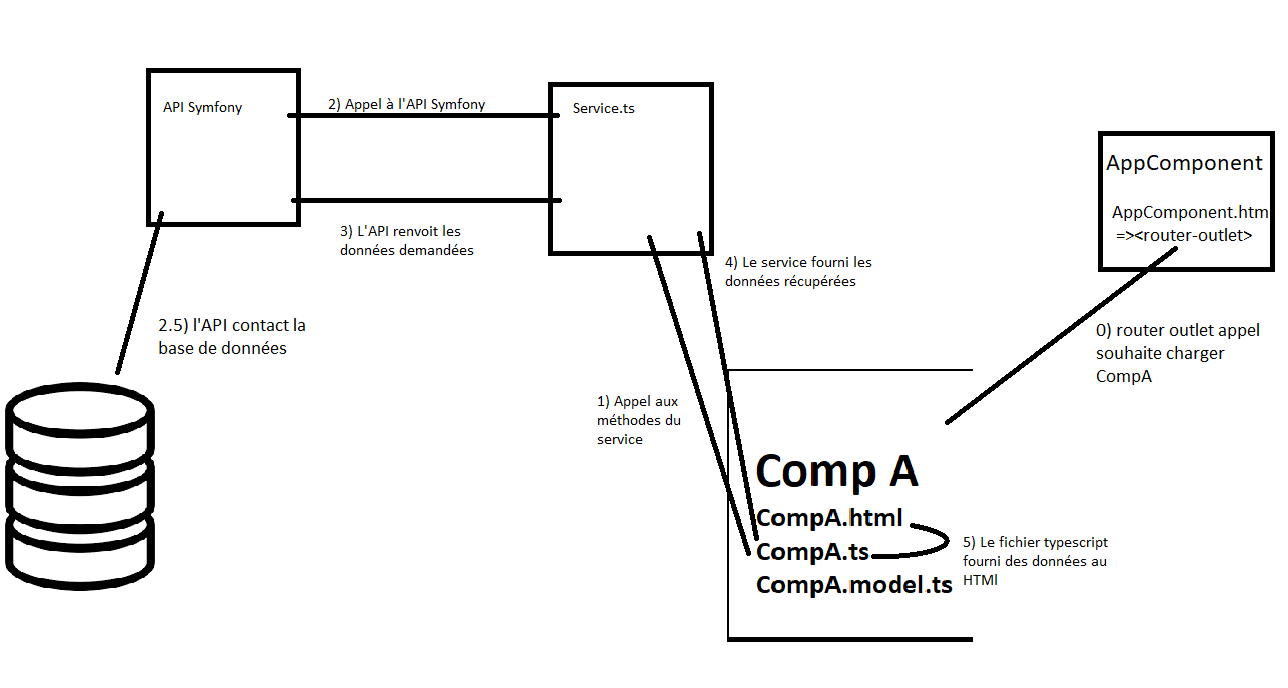 API Symfony
2) Appel à l'API Symfony
Service.ts
3) L'API renvoit les
données demandées
2.5) l'API contact la
base de données
4) Le service fourni les
données récupérées
1) Appel aux
méthodes du
service
AppComponent
AppComponent.htm
=><router-outlet>
0) router outlet appel
souhaite charger
CompA
Comp A
CompA.html
CompA.ts
CompA.model.ts
5) Le fichier typescript
fourni des données au
HTMl